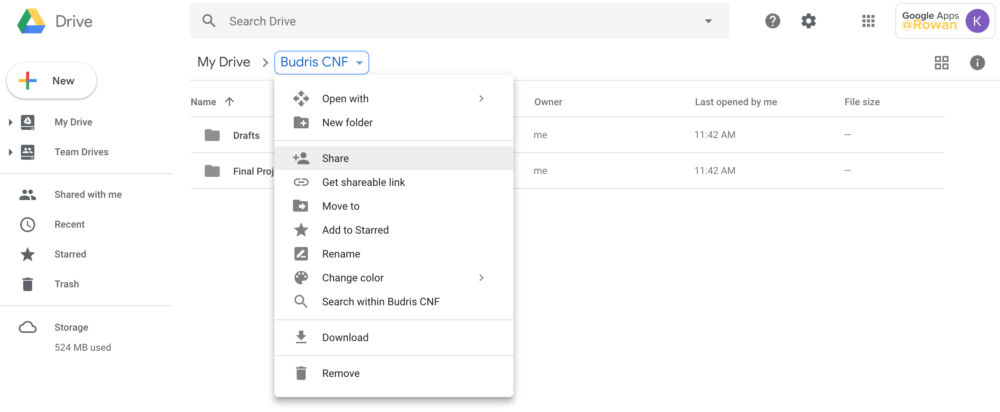 Drive
Search Drive
Google Apps
@Rowan
K
My Drive
Budris CNF
New
Open with
Name
Owner
Last opened by me
File size
My Drive
New folder
Drafts
me
11:42 AM
—
Team Drives
Share
Final Proj
me
11:42 AM
—
Get shareable link
Shared with me
Move to
Recent
Add to Starred
Starred
Rename
Change color
Trash
Search within Budris CNF
Storage
524 MB used
Download
Remove